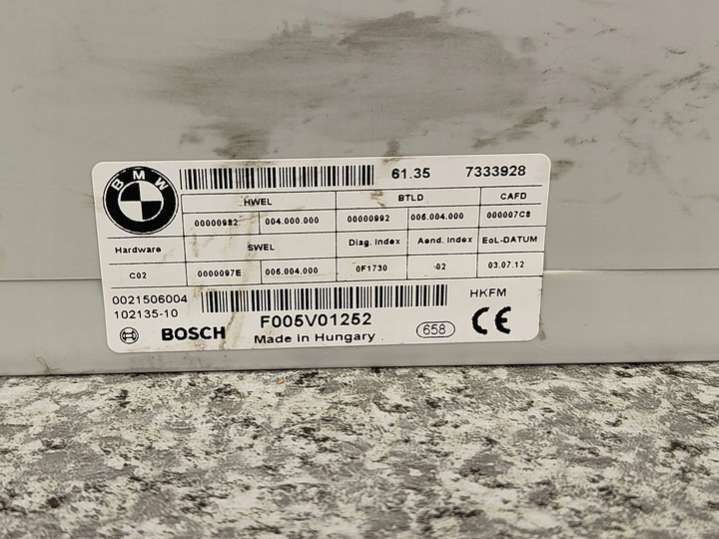 BMW
61.35 7333928
HWEL BTLD CAFD
00000982 004.000.000 00000992 006.004.000 000007C8
Hardware SWEL Diag. Index Aend. Index EoL-DATUM
C02 0000097E 006.004.000 0F1730 02 03.07.12
0021506004 HKFM
102135-10
BOSCH F005V01252 658 CE
Made in Hungary